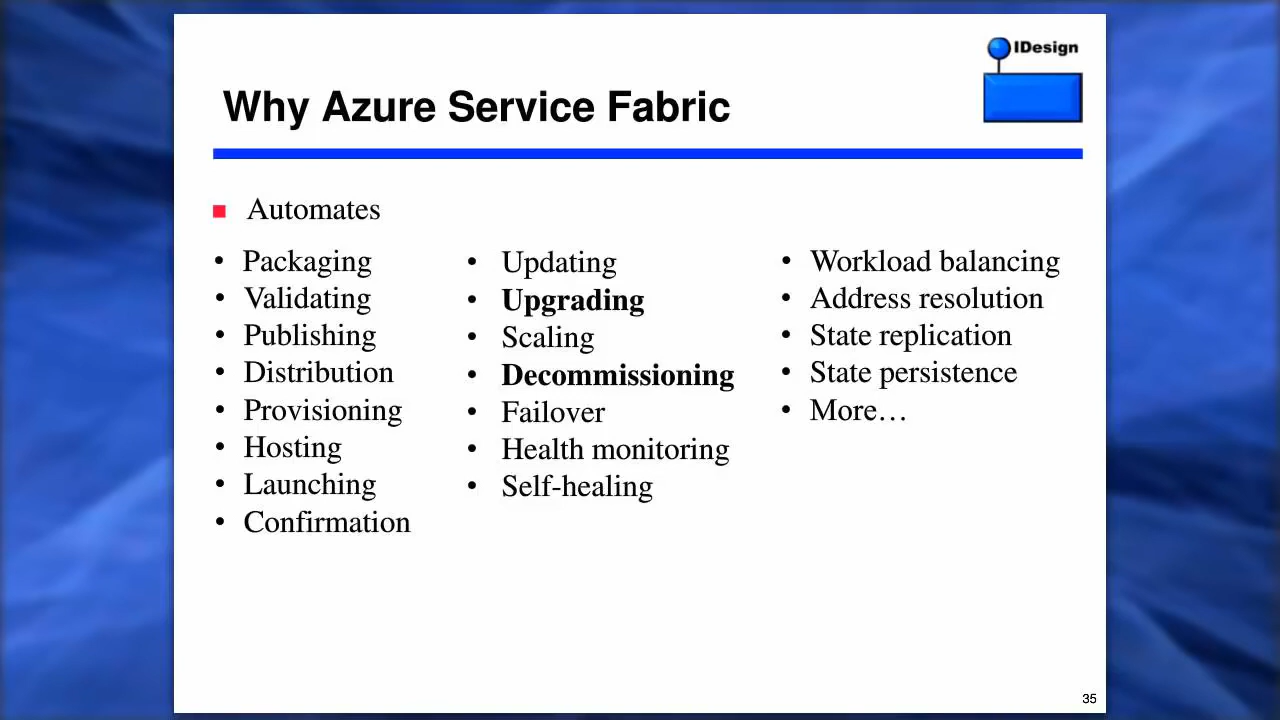 IDesign
Why Azure Service Fabric
Automates
• Packaging
• Validating
• Publishing
• Distribution
• Provisioning
• Hosting
• Launching
• Confirmation
• Updating
• Upgrading
• Scaling
• Decommissioning
• Failover
• Health monitoring
• Self-healing
• Workload balancing
• Address resolution
• State replication
• State persistence
• More…
35